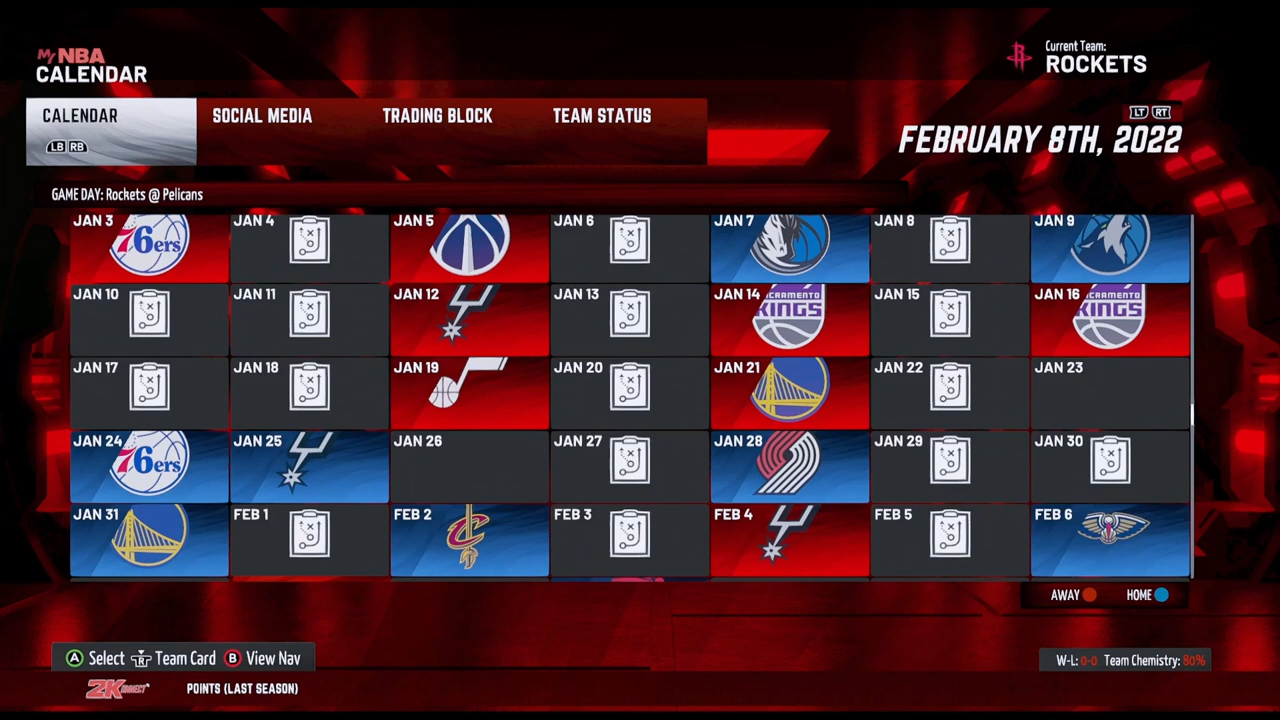 My NBA
CALENDAR
Current Team:
ROCKETS
CALENDAR
SOCIAL MEDIA
TRADING BLOCK
TEAM STATUS
LB RB
LT RT
FEBRUARY 8TH, 2022
GAME DAY: Rockets @ Pelicans
JAN 3
76ers
JAN 4
JAN 5
JAN 6
JAN 7
JAN 8
JAN 9
JAN 10
JAN 11
JAN 12
JAN 13
JAN 14
SACRAMENTO
KINGS
JAN 15
JAN 16
SACRAMENTO
KINGS
JAN 17
JAN 18
JAN 19
JAN 20
JAN 21
JAN 22
JAN 23
JAN 24
76ers
JAN 25
JAN 26
JAN 27
JAN 28
JAN 29
JAN 30
JAN 31
FEB 1
FEB 2
FEB 3
FEB 4
FEB 5
FEB 6
AWAY
HOME
A Select R Team Card B View Nav
W-L: 0-0 Team Chemistry: 80%
2K
POINTS (LAST SEASON)